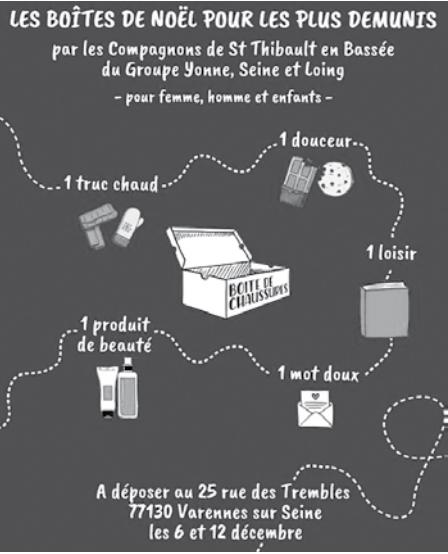 LES BOÎTES DE NOËL POUR LES PLUS DEMUNIS
par les Compagnons de St Thibault en Bassée
du Groupe Yonne, Seine et Loing
- pour femme, homme et enfants -
1 douceur
1 truc chaud
1 loisir
BOITE DE
CHAUSSURES
1 produit
de beauté
1 mot doux
A déposer au 25 rue des Trembles
77130 Varennes sur Seine
les 6 et 12 décembre